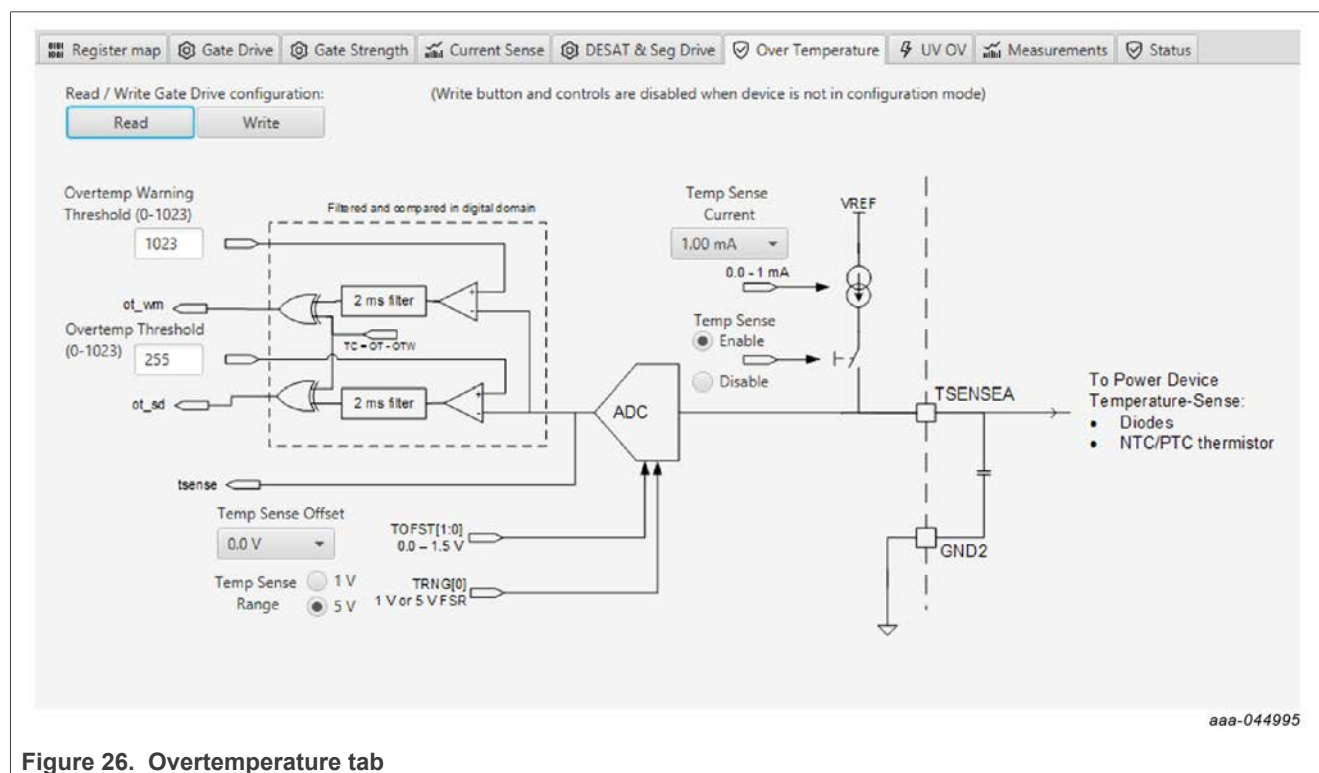 Register map Gate Drive Gate Strength Current Sense DESAT & Seg Drive Over Temperature UV OV Measurements Status
Read / Write Gate Drive configuration:
(Write button and controls are disabled when device is not in configuration mode)
Read
Write
Overtemp Warning
Threshold (0-1023)
1023
Filtered and compared in digital domain
Temp Sense
Current
1.00 mA
VREF
0.0 - 1 mA
2 ms filter
+
-
ot_wrn
TC = OT - OTW
Overtemp Threshold
(0-1023)
255
Temp Sense
Enable
Disable
2 ms filter
+
-
ot_sd
ADC
TSENSEA
To Power Device
Temperature-Sense:
• Diodes
• NTC/PTC thermistor
tsense
Temp Sense Offset
0.0 V
TOFST[1:0]
0.0 – 1.5 V
GND2
Temp Sense
Range
1 V
5 V
TRNG[0]
1 V or 5 V FSR
aaa-044995
Figure 26. Overtemperature tab